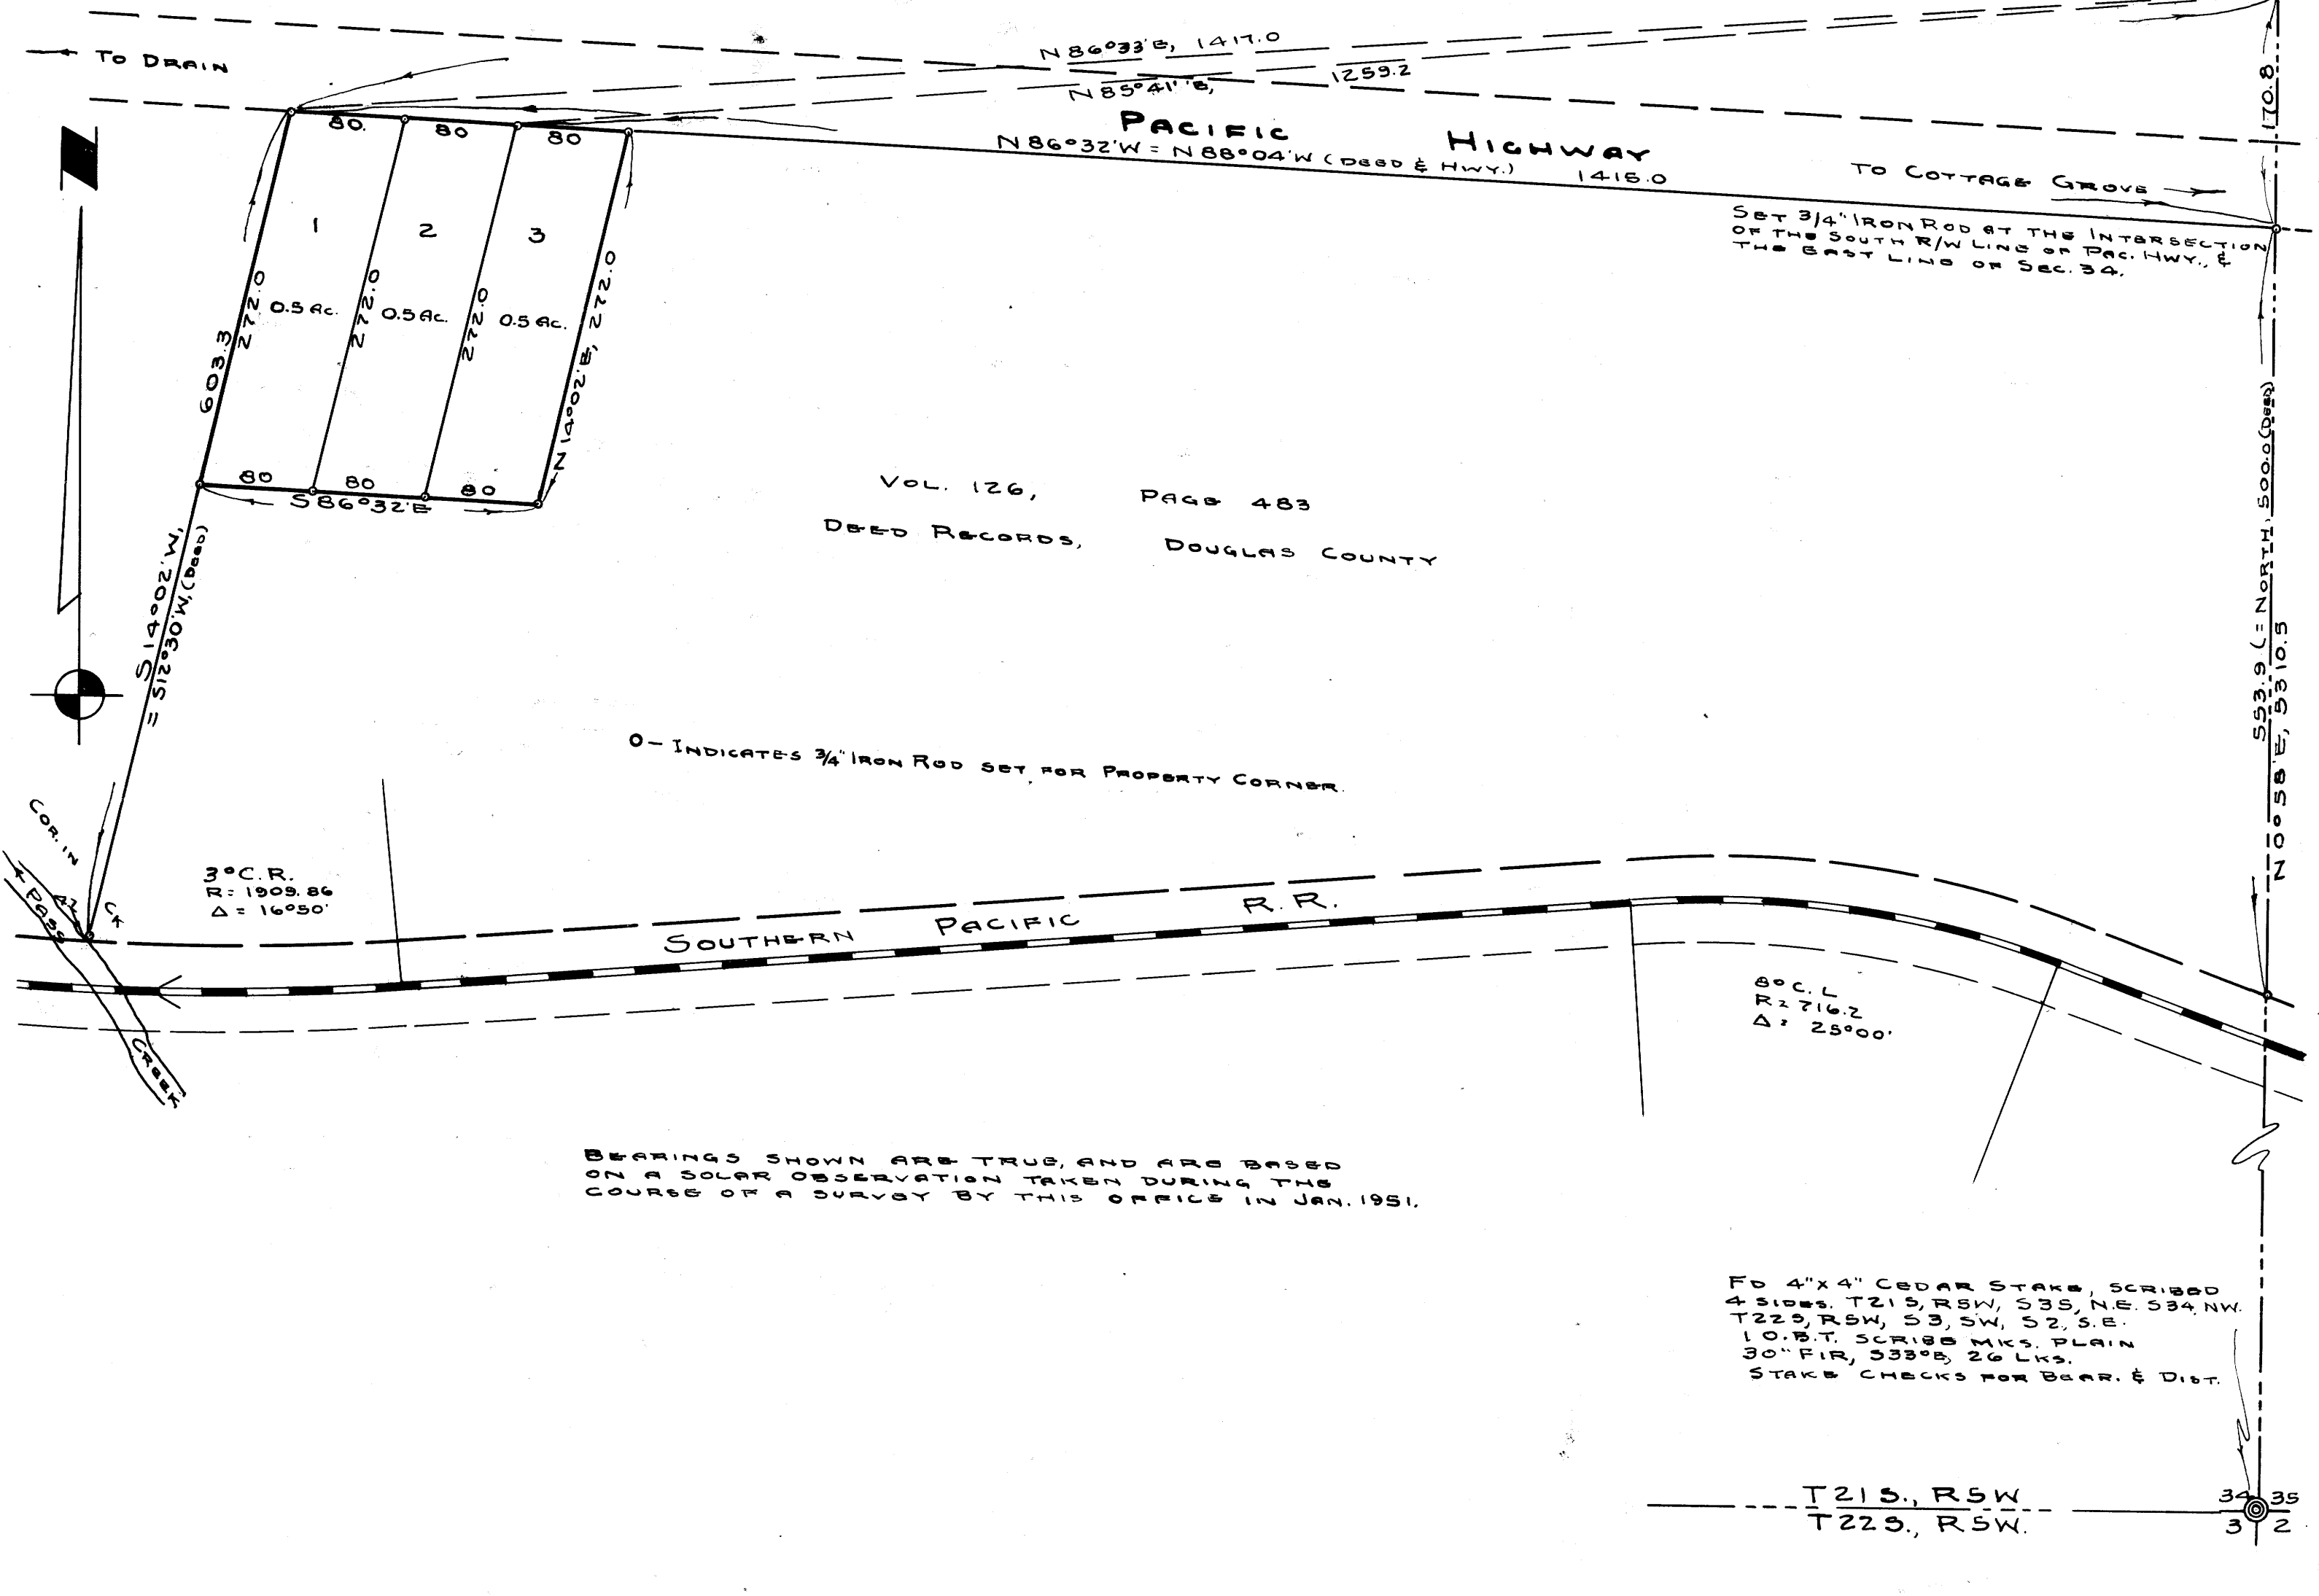 TO DRAIN
N 86°33'E, 1417.0
N 85°41'E, 1259.2
PACIFIC HIGHWAY
N 86°32'W = N 88°04'W (DEED & HWY.) 1415.0
TO COTTAGE GROVE
170.8
SET 3/4" IRON ROD AT THE INTERSECTION
OF THE SOUTH R/W LINE OF PAC. HWY., &
THE EAST LINE OF SEC. 34.
80.
80
80
1
2
3
0.5 AC.
0.5 AC.
0.5 AC.
603.3
272.0
272.0
272.0
N 14°02'E, 272.0
80
80
80
S 86°32'E
S 14°02'W,
= S12°30'W, (DEED)
VOL. 126, PAGE 483
DEED RECORDS, DOUGLAS COUNTY
553.9 (= NORTH, 500.0 (DEED)
N 0°58'E, 5310.5
O - INDICATES 3/4" IRON ROD SET FOR PROPERTY CORNER.
COR. IN
CK
PASS
CREEK
3° C.R.
R = 1909.86
Δ = 16°50'
SOUTHERN PACIFIC R.R.
8° C. L
R = 716.2
Δ = 25°00'
BEARINGS SHOWN ARE TRUE, AND ARE BASED
ON A SOLAR OBSERVATION TAKEN DURING THE
COURSE OF A SURVEY BY THIS OFFICE IN JAN. 1951.
FD 4" X 4" CEDAR STAKE, SCRIBED
4 SIDES. T21S, R5W, S35, N.E. S34, NW.
T22S, R5W, S3, SW, S2, S.E.
1 O.B.T. SCRIBE MKS. PLAIN
30" FIR, S33°E, 26 LKS.
STAKE CHECKS FOR BEAR. & DIST.
T 21 S., R5W
T 22 S., R5W.
34 35
3 2